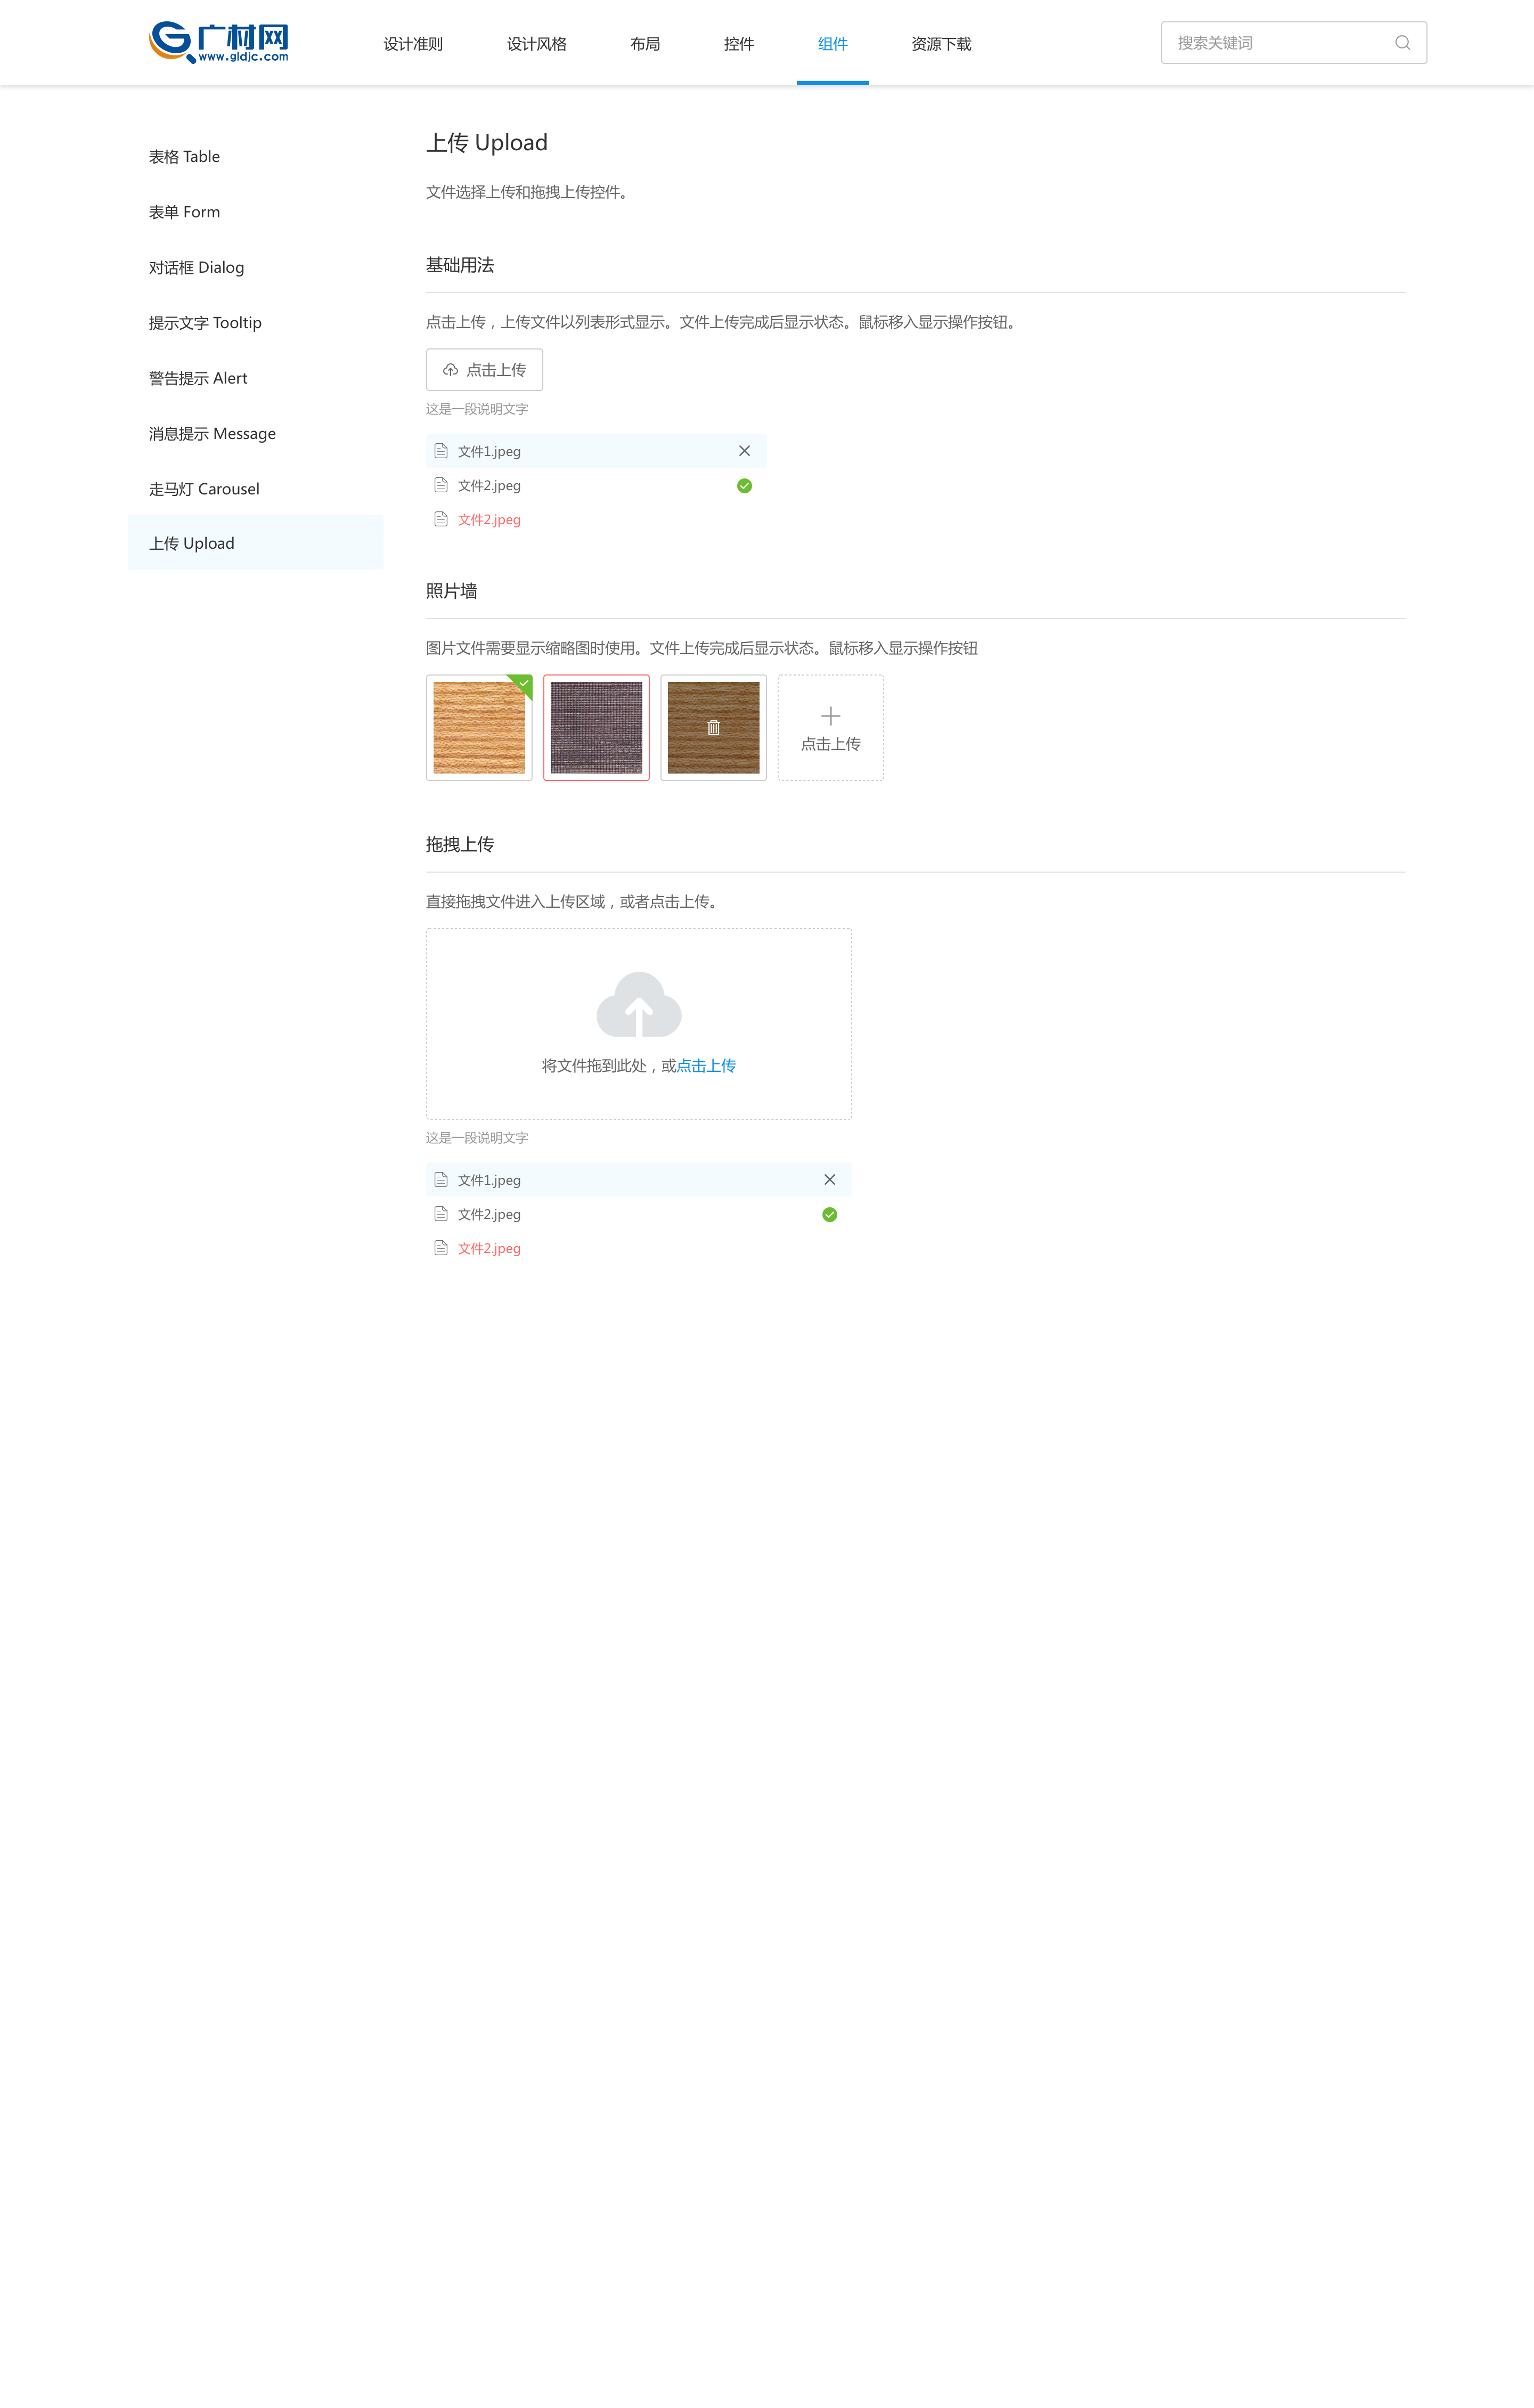 广材网
www.gldjc.com
设计准则
设计风格
布局
控件
组件
资源下载
搜索关键词
表格 Table
表单 Form
对话框 Dialog
提示文字 Tooltip
警告提示 Alert
消息提示 Message
走马灯 Carousel
上传 Upload
上传 Upload
文件选择上传和拖拽上传控件。
基础用法
点击上传，上传文件以列表形式显示。文件上传完成后显示状态。鼠标移入显示操作按钮。
点击上传
这是一段说明文字
文件1.jpeg
文件2.jpeg
文件2.jpeg
照片墙
图片文件需要显示缩略图时使用。文件上传完成后显示状态。鼠标移入显示操作按钮
点击上传
拖拽上传
直接拖拽文件进入上传区域，或者点击上传。
将文件拖到此处，或点击上传
这是一段说明文字
文件1.jpeg
文件2.jpeg
文件2.jpeg